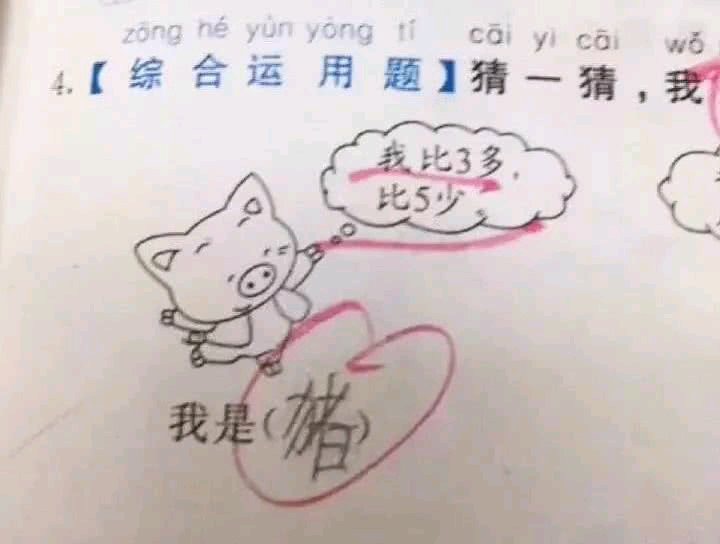 zōng hé yùn yòng tí cāi yi cāi wǒ
4.【综合运用题】猜一猜，我
我比3多，
比5少。
我是(猪)